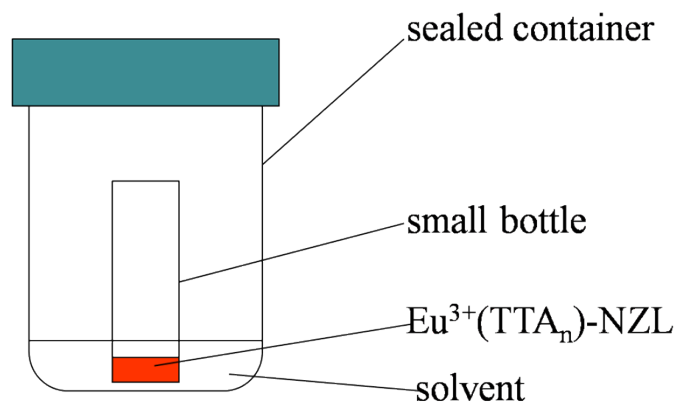 sealed container
small bottle
Eu³⁺(TTAₙ)-NZL
solvent